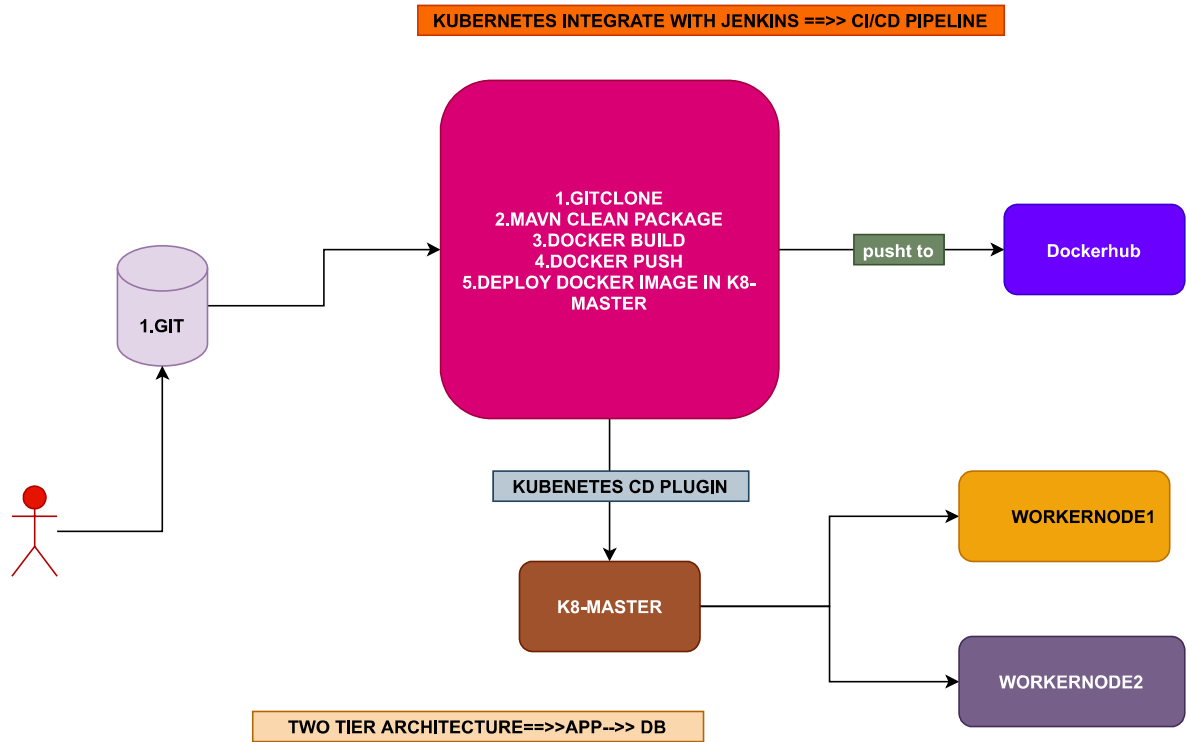 KUBERNETES INTEGRATE WITH JENKINS ==>> CI/CD PIPELINE
1.GITCLONE
2.MAVN CLEAN PACKAGE
3.DOCKER BUILD
4.DOCKER PUSH
5.DEPLOY DOCKER IMAGE IN K8-
MASTER
pusht to
Dockerhub
1.GIT
KUBENETES CD PLUGIN
WORKERNODE1
K8-MASTER
WORKERNODE2
TWO TIER ARCHITECTURE==>>APP-->> DB